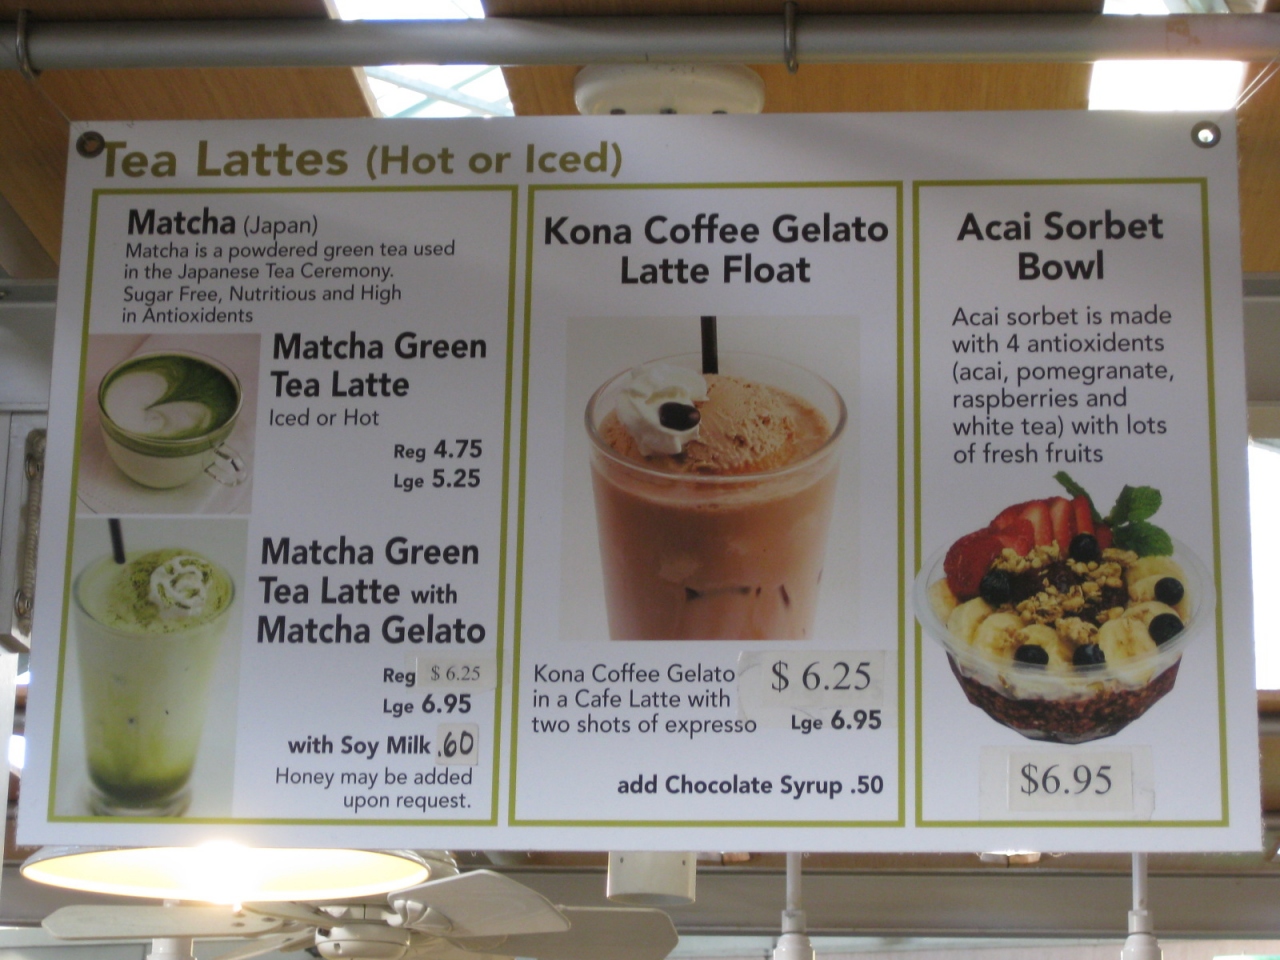 Tea Lattes (Hot or Iced)
Matcha (Japan)
Matcha is a powdered green tea used
in the Japanese Tea Ceremony.
Sugar Free, Nutritious and High
in Antioxidents
Matcha Green
Tea Latte
Iced or Hot
Reg 4.75
Lge 5.25
Matcha Green
Tea Latte with
Matcha Gelato
Reg $ 6.25
Lge 6.95
with Soy Milk .60
Honey may be added
upon request.
Kona Coffee Gelato
Latte Float
Kona Coffee Gelato $ 6.25
in a Cafe Latte with
two shots of expresso Lge 6.95
add Chocolate Syrup .50
Acai Sorbet
Bowl
Acai sorbet is made
with 4 antioxidents
(acai, pomegranate,
raspberries and
white tea) with lots
of fresh fruits
$6.95